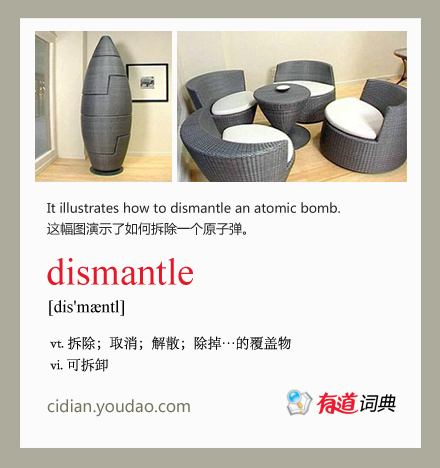 It illustrates how to dismantle an atomic bomb.
这幅图演示了如何拆除一个原子弹。
dismantle
[dis'mæntl]
vt. 拆除；取消；解散；除掉…的覆盖物
vi. 可拆卸
cidian.youdao.com 有道词典